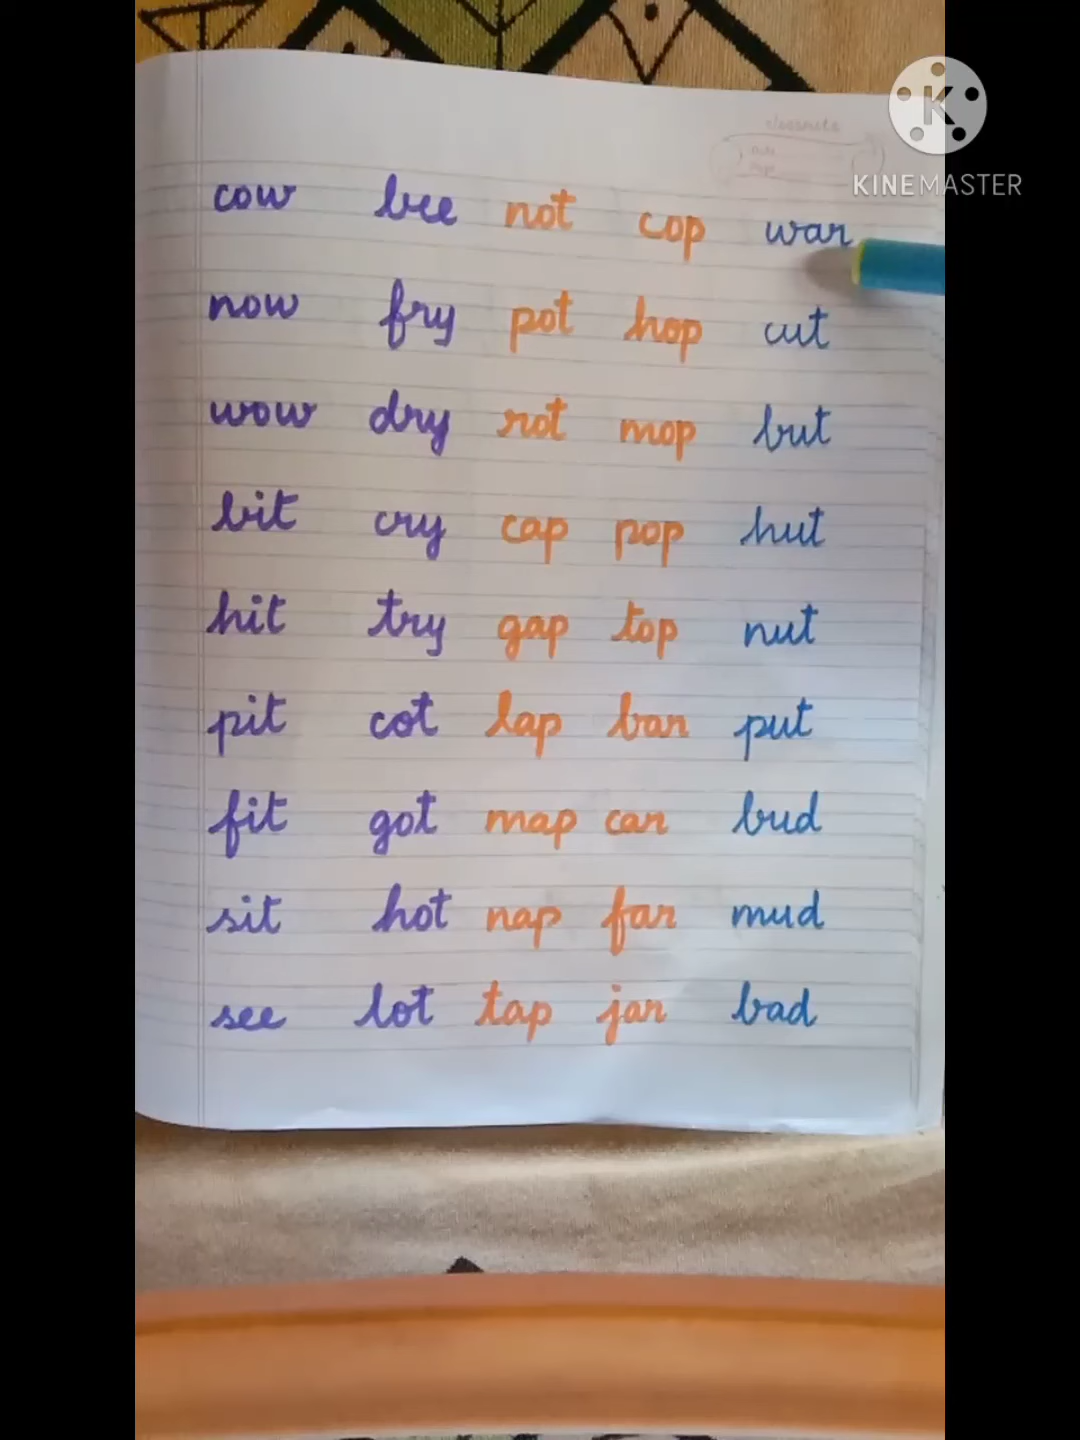 KINEMASTER
cow bee not cop war
now fry pot hop cut
wow dry rot mop but
bit cry cap pop hut
hit try gap top nut
pit cot lap bar put
fit got map car bud
sit hot nap far mud
see lot tap jar bad